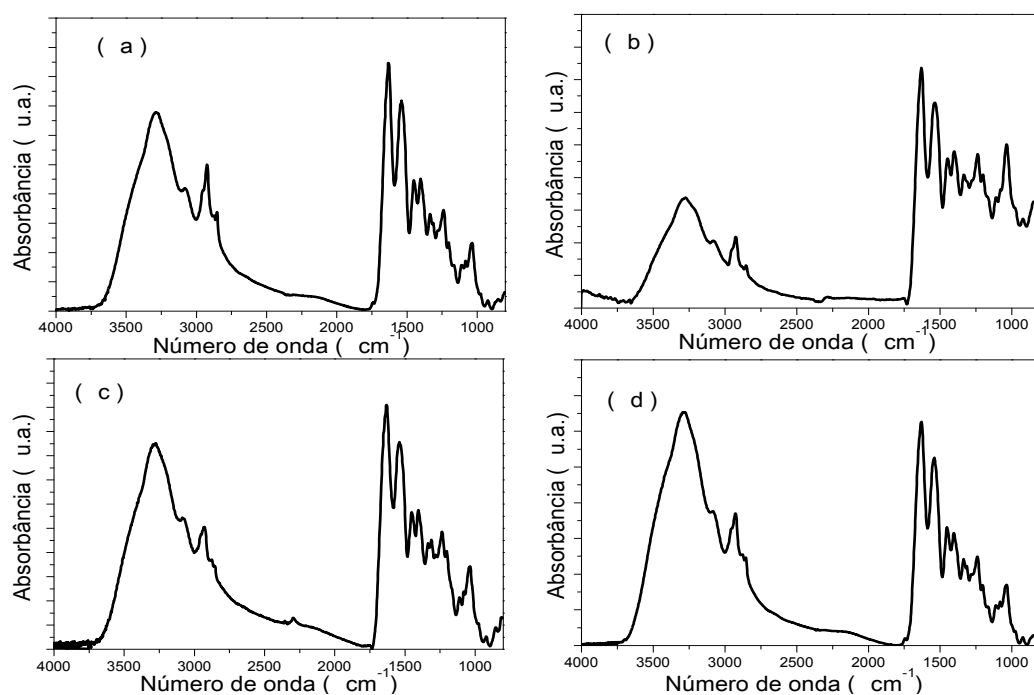 ( a)
Absorbância ( u.a.)
4000 3500 3000 2500 2000 1500 1000
Número de onda ( cm-1)
( b)
Absorbância ( u.a.)
4000 3500 3000 2500 2000 1500 1000
Número de onda ( cm-1)
( c)
Absorbância ( u.a.)
4000 3500 3000 2500 2000 1500 1000
Número de onda ( cm-1)
( d)
Absorbância ( u.a.)
4000 3500 3000 2500 2000 1500 1000
Número de onda ( cm-1)